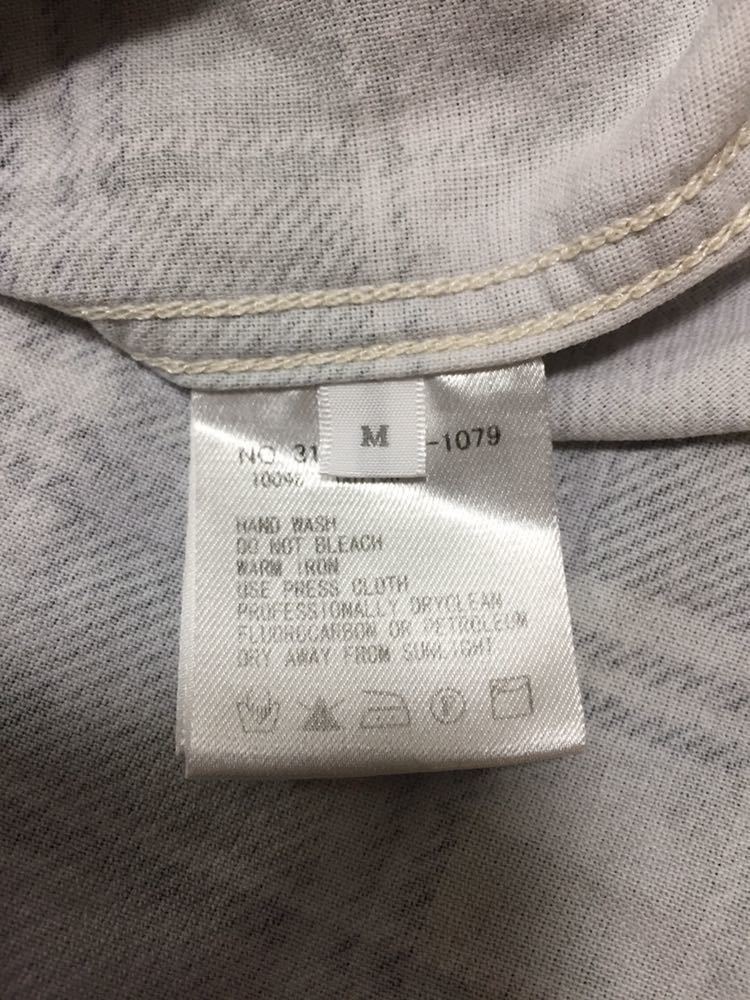 M
NO. 31 -1079
HAND WASH
DO NOT BLEACH
WARM IRON
USE PRESS CLOTH
PROFESSIONALLY DRYCLEAN
FLUOROCARBON OR PETROLEUM
DRY AWAY FROM SUNLIGHT